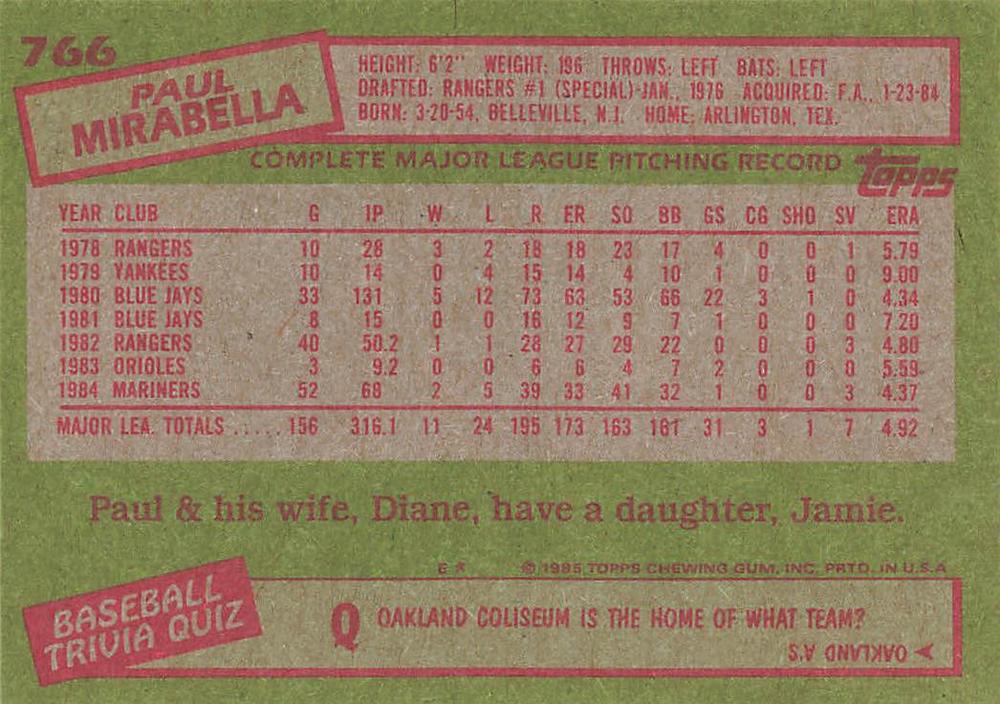 766
PAUL
MIRABELLA
HEIGHT: 6'2" WEIGHT: 196 THROWS: LEFT BATS: LEFT
DRAFTED: RANGERS #1 (SPECIAL)-JAN., 1976 ACQUIRED: F.A., 1-23-84
BORN: 3-20-54, BELLEVILLE, N.J. HOME: ARLINGTON, TEX.
COMPLETE MAJOR LEAGUE PITCHING RECORD
topps
YEAR CLUB G IP W L R ER SO BB GS CG SHO SV ERA
1978 RANGERS 10 28 3 2 18 18 23 17 4 0 0 1 5.79
1979 YANKEES 10 14 0 4 15 14 4 10 1 0 0 0 9.00
1980 BLUE JAYS 33 131 5 12 73 63 53 66 22 3 1 0 4.34
1981 BLUE JAYS 8 15 0 0 16 12 9 7 1 0 0 0 7.20
1982 RANGERS 40 50.2 1 1 28 27 29 22 0 0 0 3 4.80
1983 ORIOLES 3 9.2 0 0 6 6 4 7 2 0 0 0 5.59
1984 MARINERS 52 68 2 5 39 33 41 32 1 0 0 3 4.37
MAJOR LEA. TOTALS ..... 156 316.1 11 24 195 173 163 161 31 3 1 7 4.92
Paul & his wife, Diane, have a daughter, Jamie.
E* © 1985 TOPPS CHEWING GUM, INC. PRTD. IN U.S.A
BASEBALL
TRIVIA QUIZ
Q OAKLAND COLISEUM IS THE HOME OF WHAT TEAM?
OAKLAND A'S